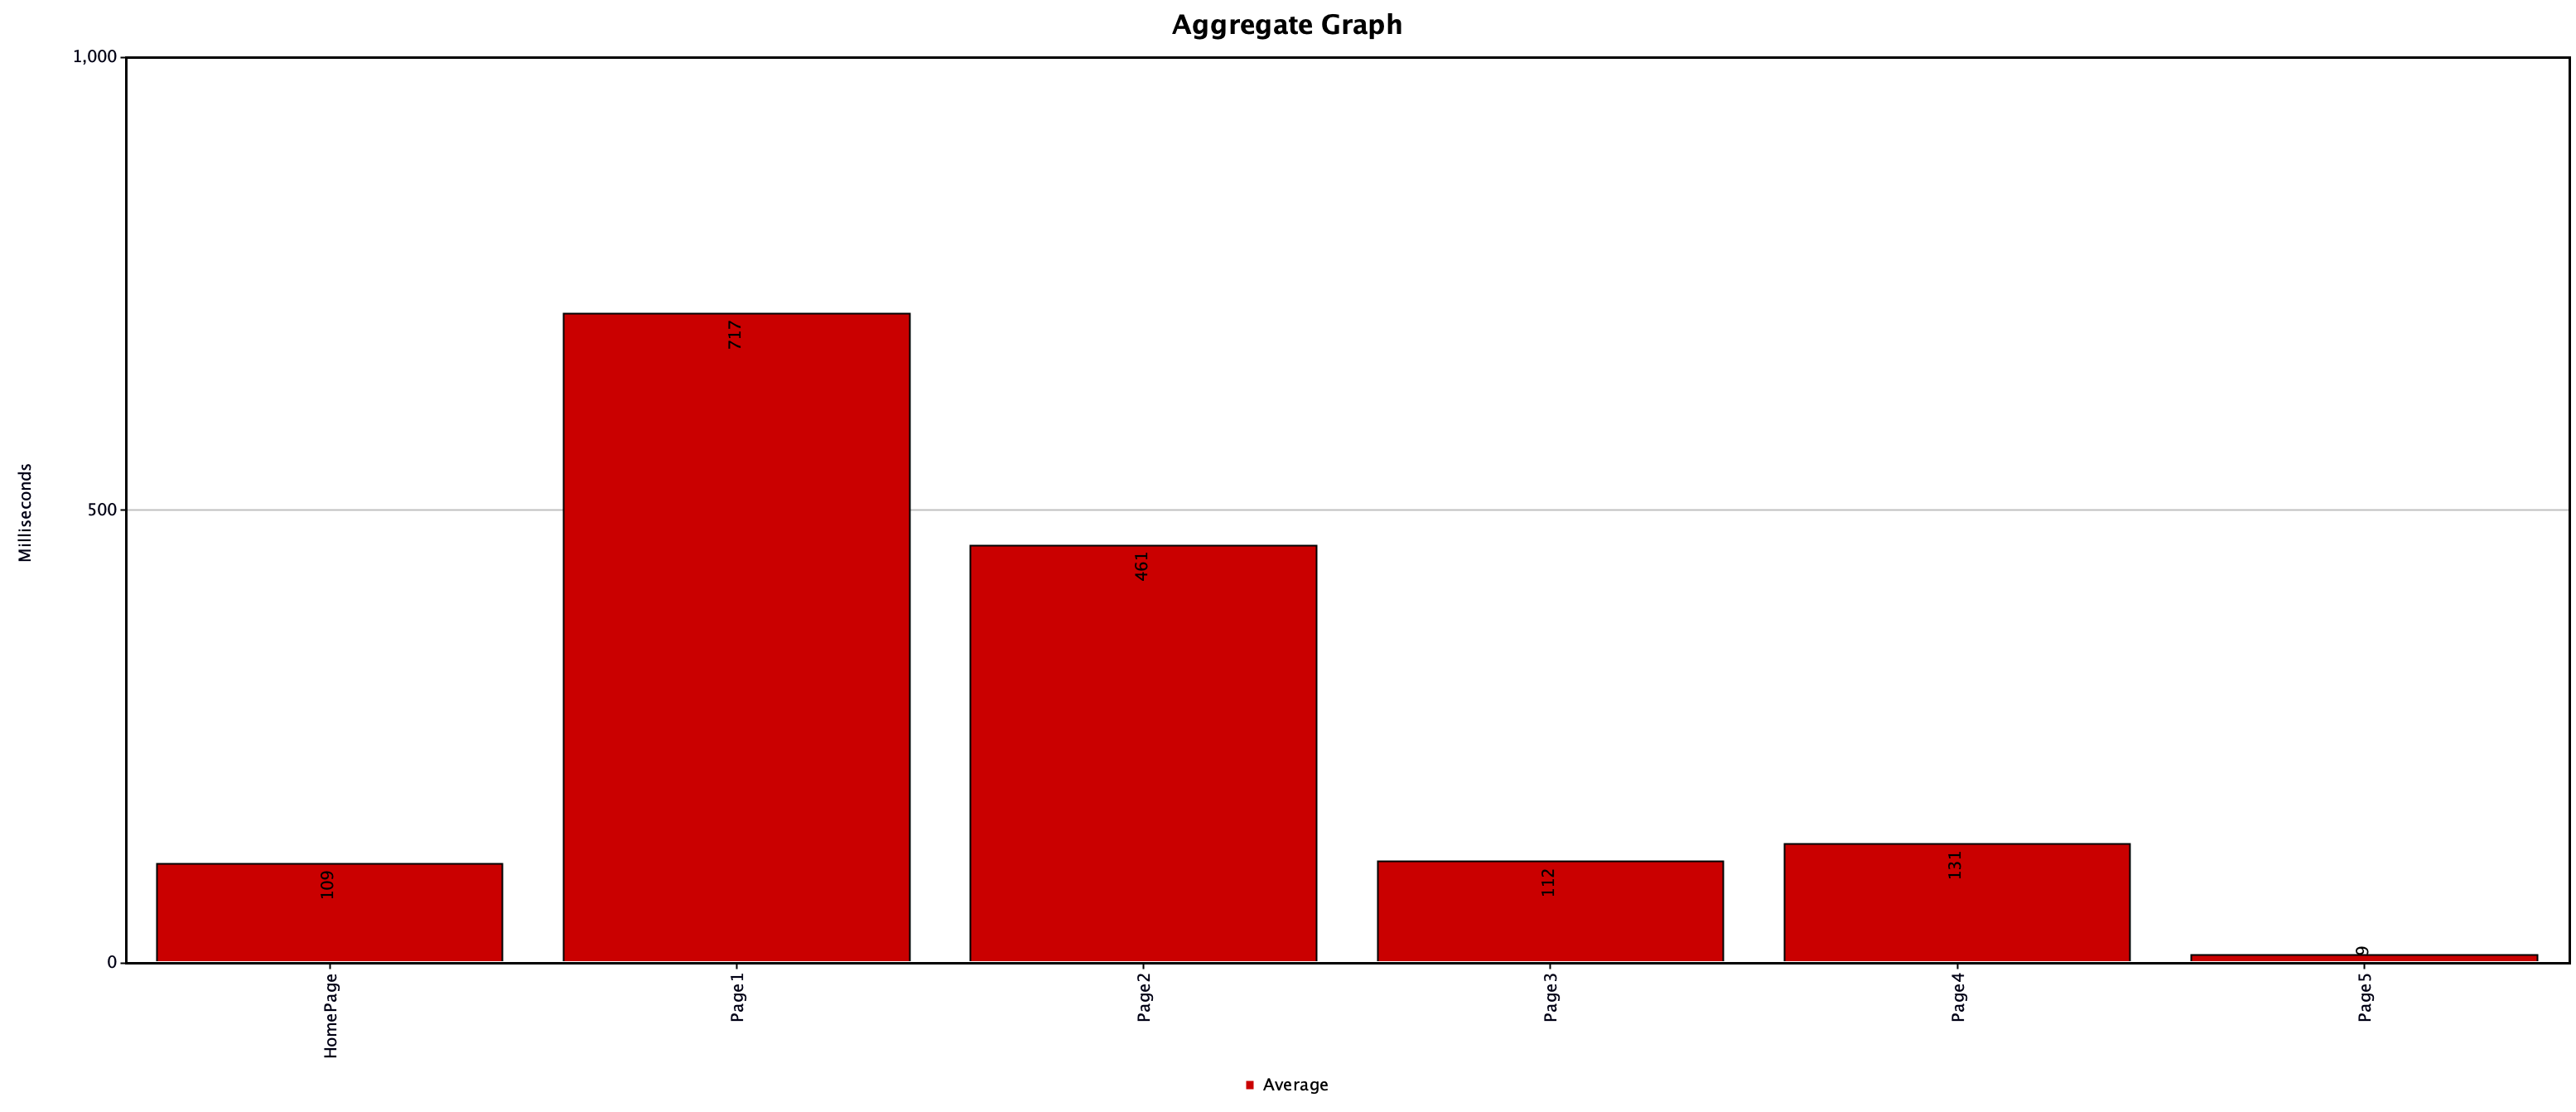 Aggregate Graph
1,000
500
0
Milliseconds
109
717
461
112
131
9
HomePage
Page1
Page2
Page3
Page4
Page5
Average